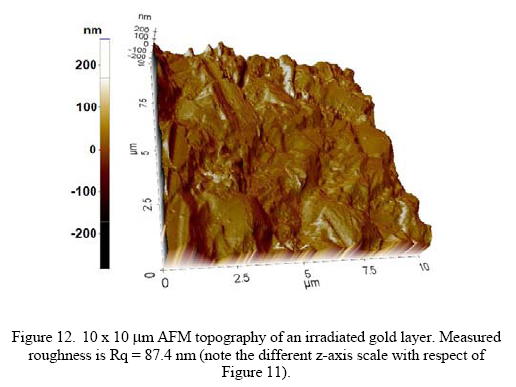 nm
200
100
0
-100
-200
nm
200
100
0
-100
-200
10
7.5
μm
5
2.5
0
0
2.5
5
7.5
10
μm
Figure 12. 10 x 10 μm AFM topography of an irradiated gold layer. Measured
roughness is Rq = 87.4 nm (note the different z-axis scale with respect of
Figure 11).